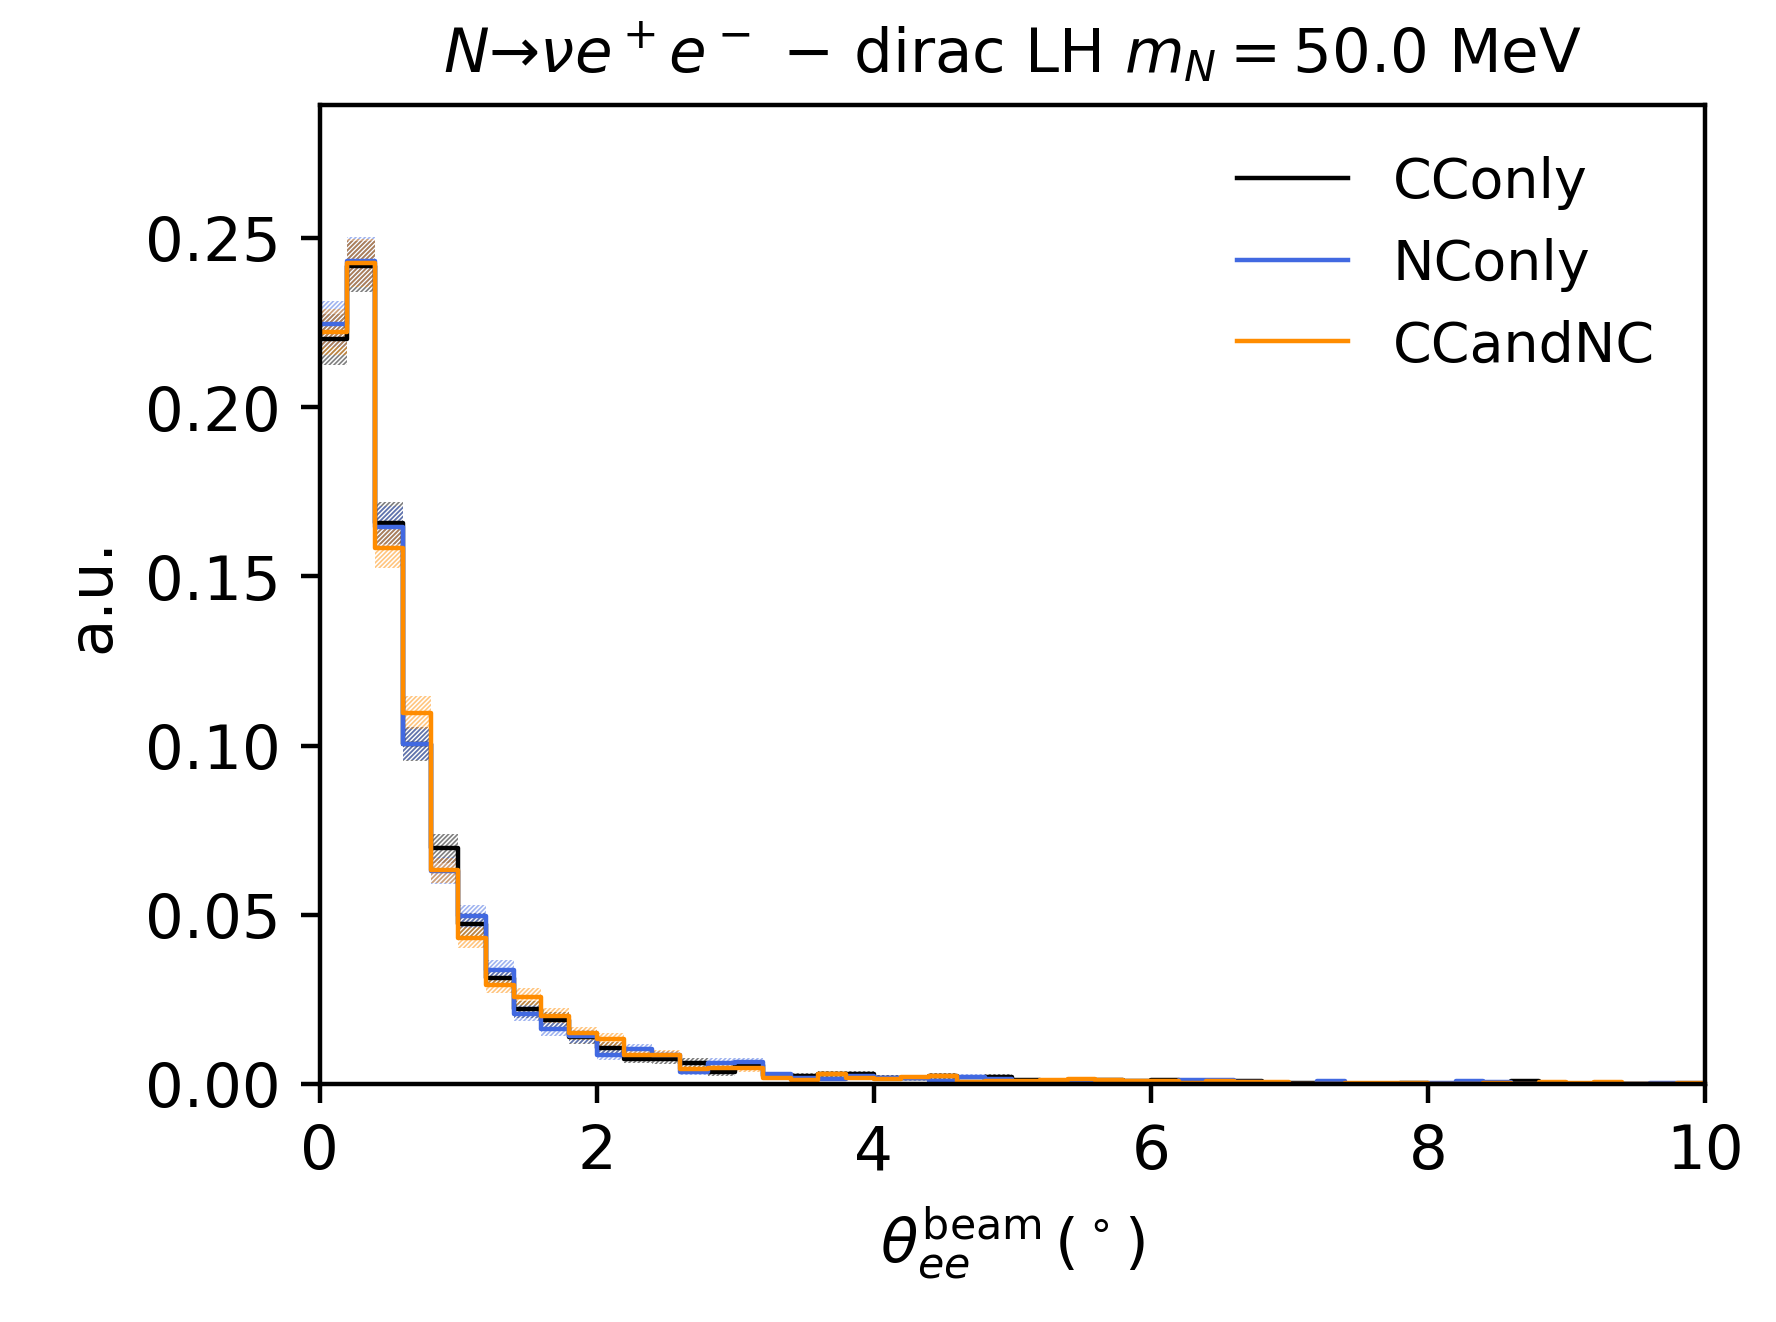 N→νe⁺e⁻ − dirac LH m_N = 50.0 MeV
CConly
NConly
CCandNC
0.25
0.20
0.15
0.10
0.05
0.00
a.u.
0 2 4 6 8 10
θ_ee^beam (°)